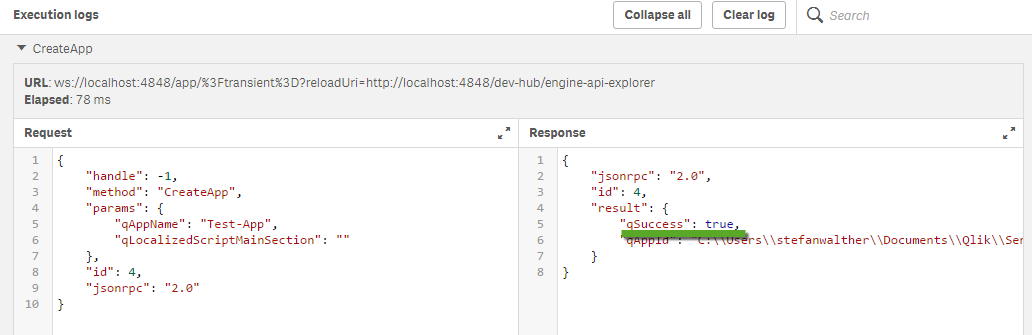 Execution logs
Collapse all
Clear log
Search
CreateApp
URL: ws://localhost:4848/app/%3Ftransient%3D?reloadUri=http://localhost:4848/dev-hub/engine-api-explorer
Elapsed: 78 ms
Request
1 {
2 "handle": -1,
3 "method": "CreateApp",
4 "params": {
5 "qAppName": "Test-App",
6 "qLocalizedScriptMainSection": ""
7 },
8 "id": 4,
9 "jsonrpc": "2.0"
10 }
Response
1 {
2 "jsonrpc": "2.0",
3 "id": 4,
4 "result": {
5 "qSuccess": true,
6 "qAppId": "C:\\Users\\stefanwalther\\Documents\\Qlik\\Sen
7 }
8 }